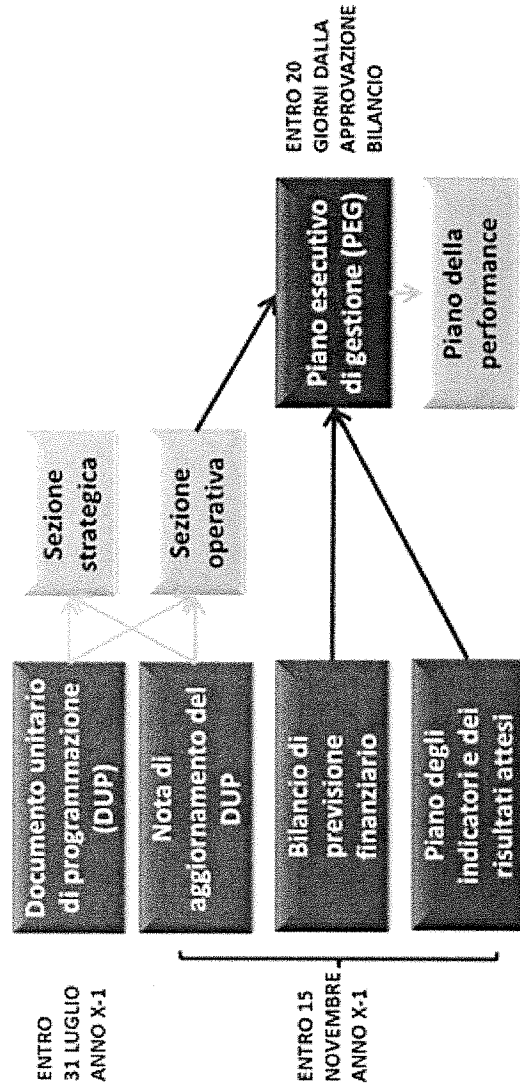 ENTRO
31 LUGLIO
ANNO X-1
Documento unitario
di programmazione
(DUP)
Sezione
strategica
Nota di
aggiornamento del
DUP
Sezione
operativa
ENTRO 15
NOVEMBRE
ANNO X-1
Bilancio di
previsione
finanziario
Piano degli
indicatori e dei
risultati attesi
Piano esecutivo
di gestione (PEG)
ENTRO 20
GIORNI DALLA
APPROVAZIONE
BILANCIO
Piano della
performance